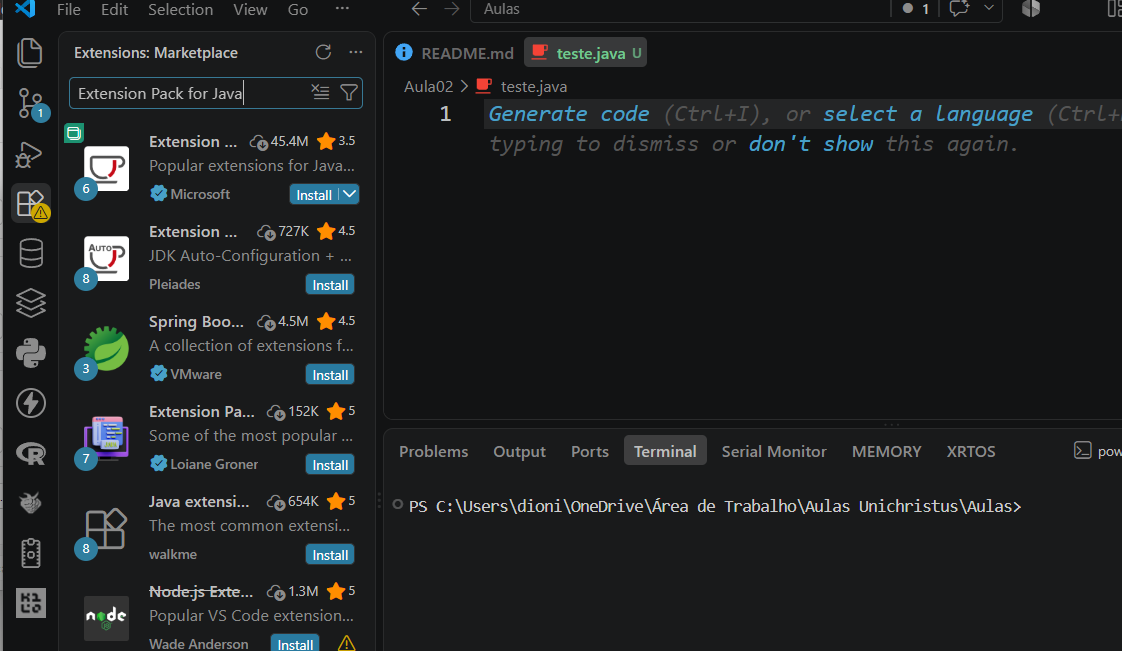 File Edit Selection View Go ··· Aulas 1
Extensions: Marketplace ···
Extension Pack for Java
Extension ... 45.4M 3.5
Popular extensions for Java...
6 Microsoft Install
Extension ... 727K 4.5
AUTO
JDK Auto-Configuration + ...
8 Pleiades Install
Spring Boo... 4.5M 4.5
A collection of extensions f...
3 VMware Install
Extension Pa... 152K 5
Some of the most popular ...
7 Loiane Groner Install
Java extensi... 654K 5
The most common extensi...
8 walkme Install
Node.js Exte... 1.3M 5
Popular VS Code extension...
node
Wade Anderson Install
1
README.md teste.java U
Aula02 > teste.java
1 Generate code (Ctrl+I), or select a language (Ctrl+
typing to dismiss or don't show this again.
Problems Output Ports Terminal Serial Monitor MEMORY XRTOS pow
PS C:\Users\dioni\OneDrive\Área de Trabalho\Aulas Unichristus\Aulas>